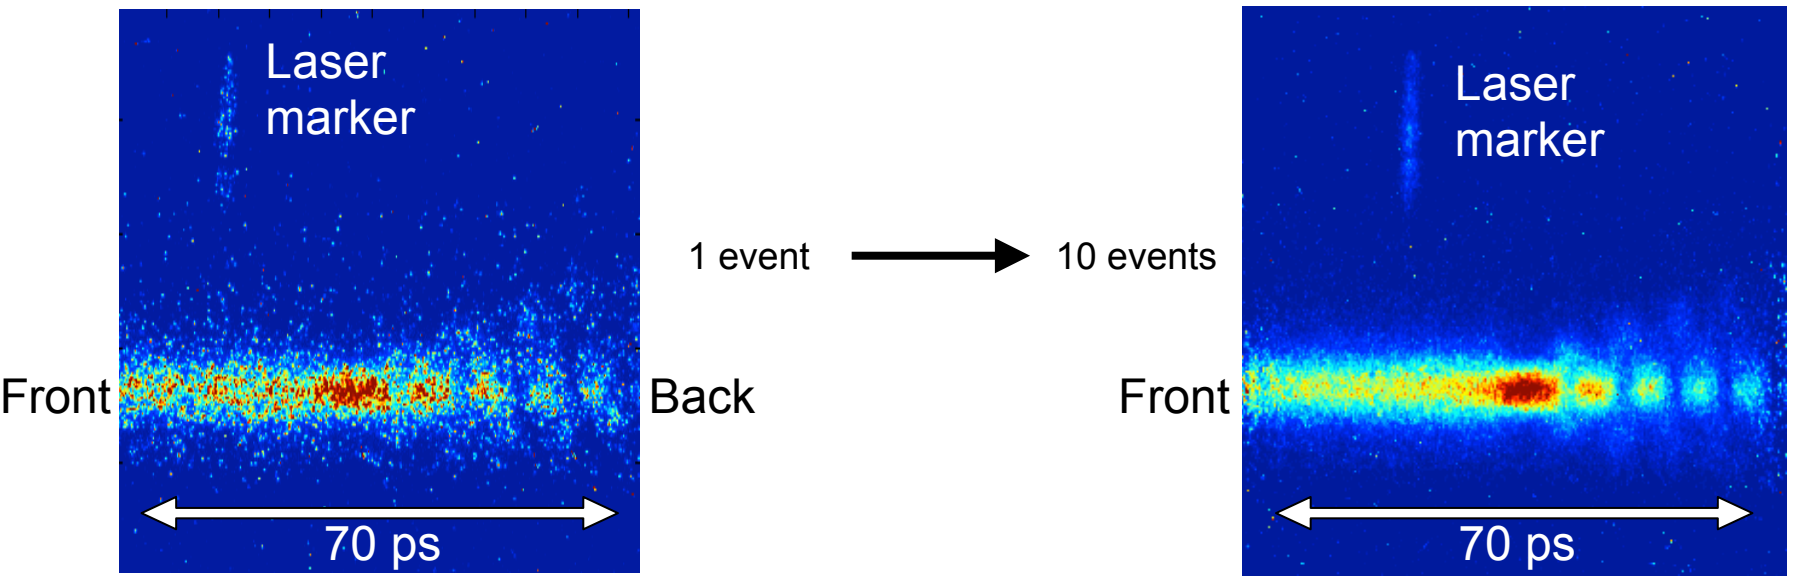 Laser
marker
Front
Back
70 ps
1 event
10 events
Laser
marker
Front
70 ps